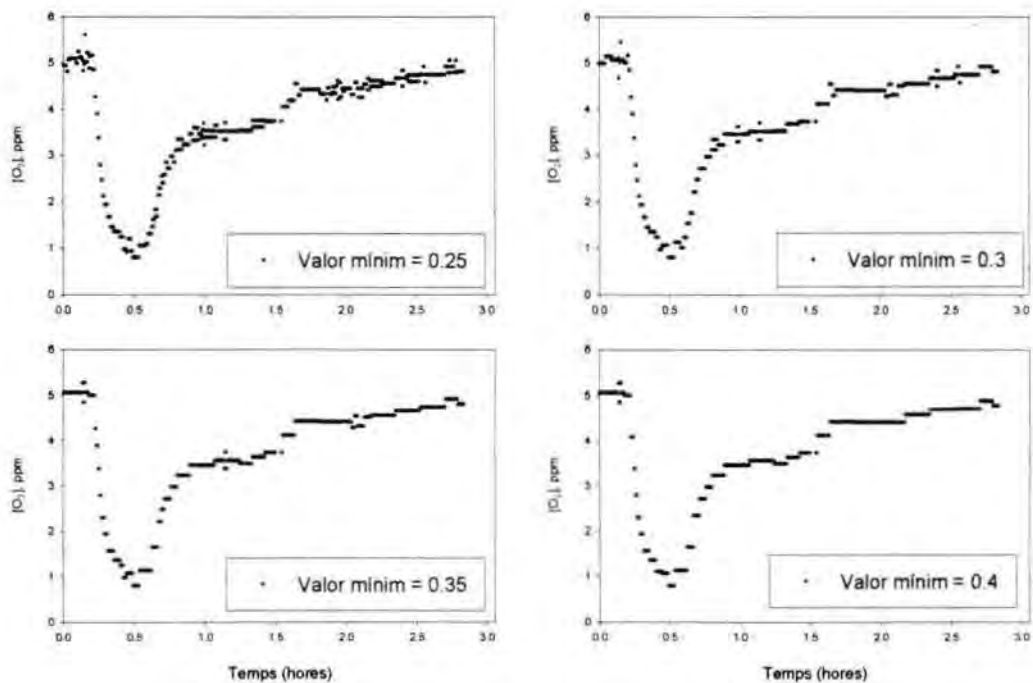 6
5
4
3
2
1
0
[O₂], ppm
Valor mínim = 0.25
0.0 0.5 1.0 1.5 2.0 2.5 3.0
6
5
4
3
2
1
0
[O₂], ppm
Valor mínim = 0.3
0.0 0.5 1.0 1.5 2.0 2.5 3.0
6
5
4
3
2
1
0
[O₂], ppm
Valor mínim = 0.35
0.0 0.5 1.0 1.5 2.0 2.5 3.0
Temps (hores)
6
5
4
3
2
1
0
[O₂], ppm
Valor mínim = 0.4
0.0 0.5 1.0 1.5 2.0 2.5 3.0
Temps (hores)